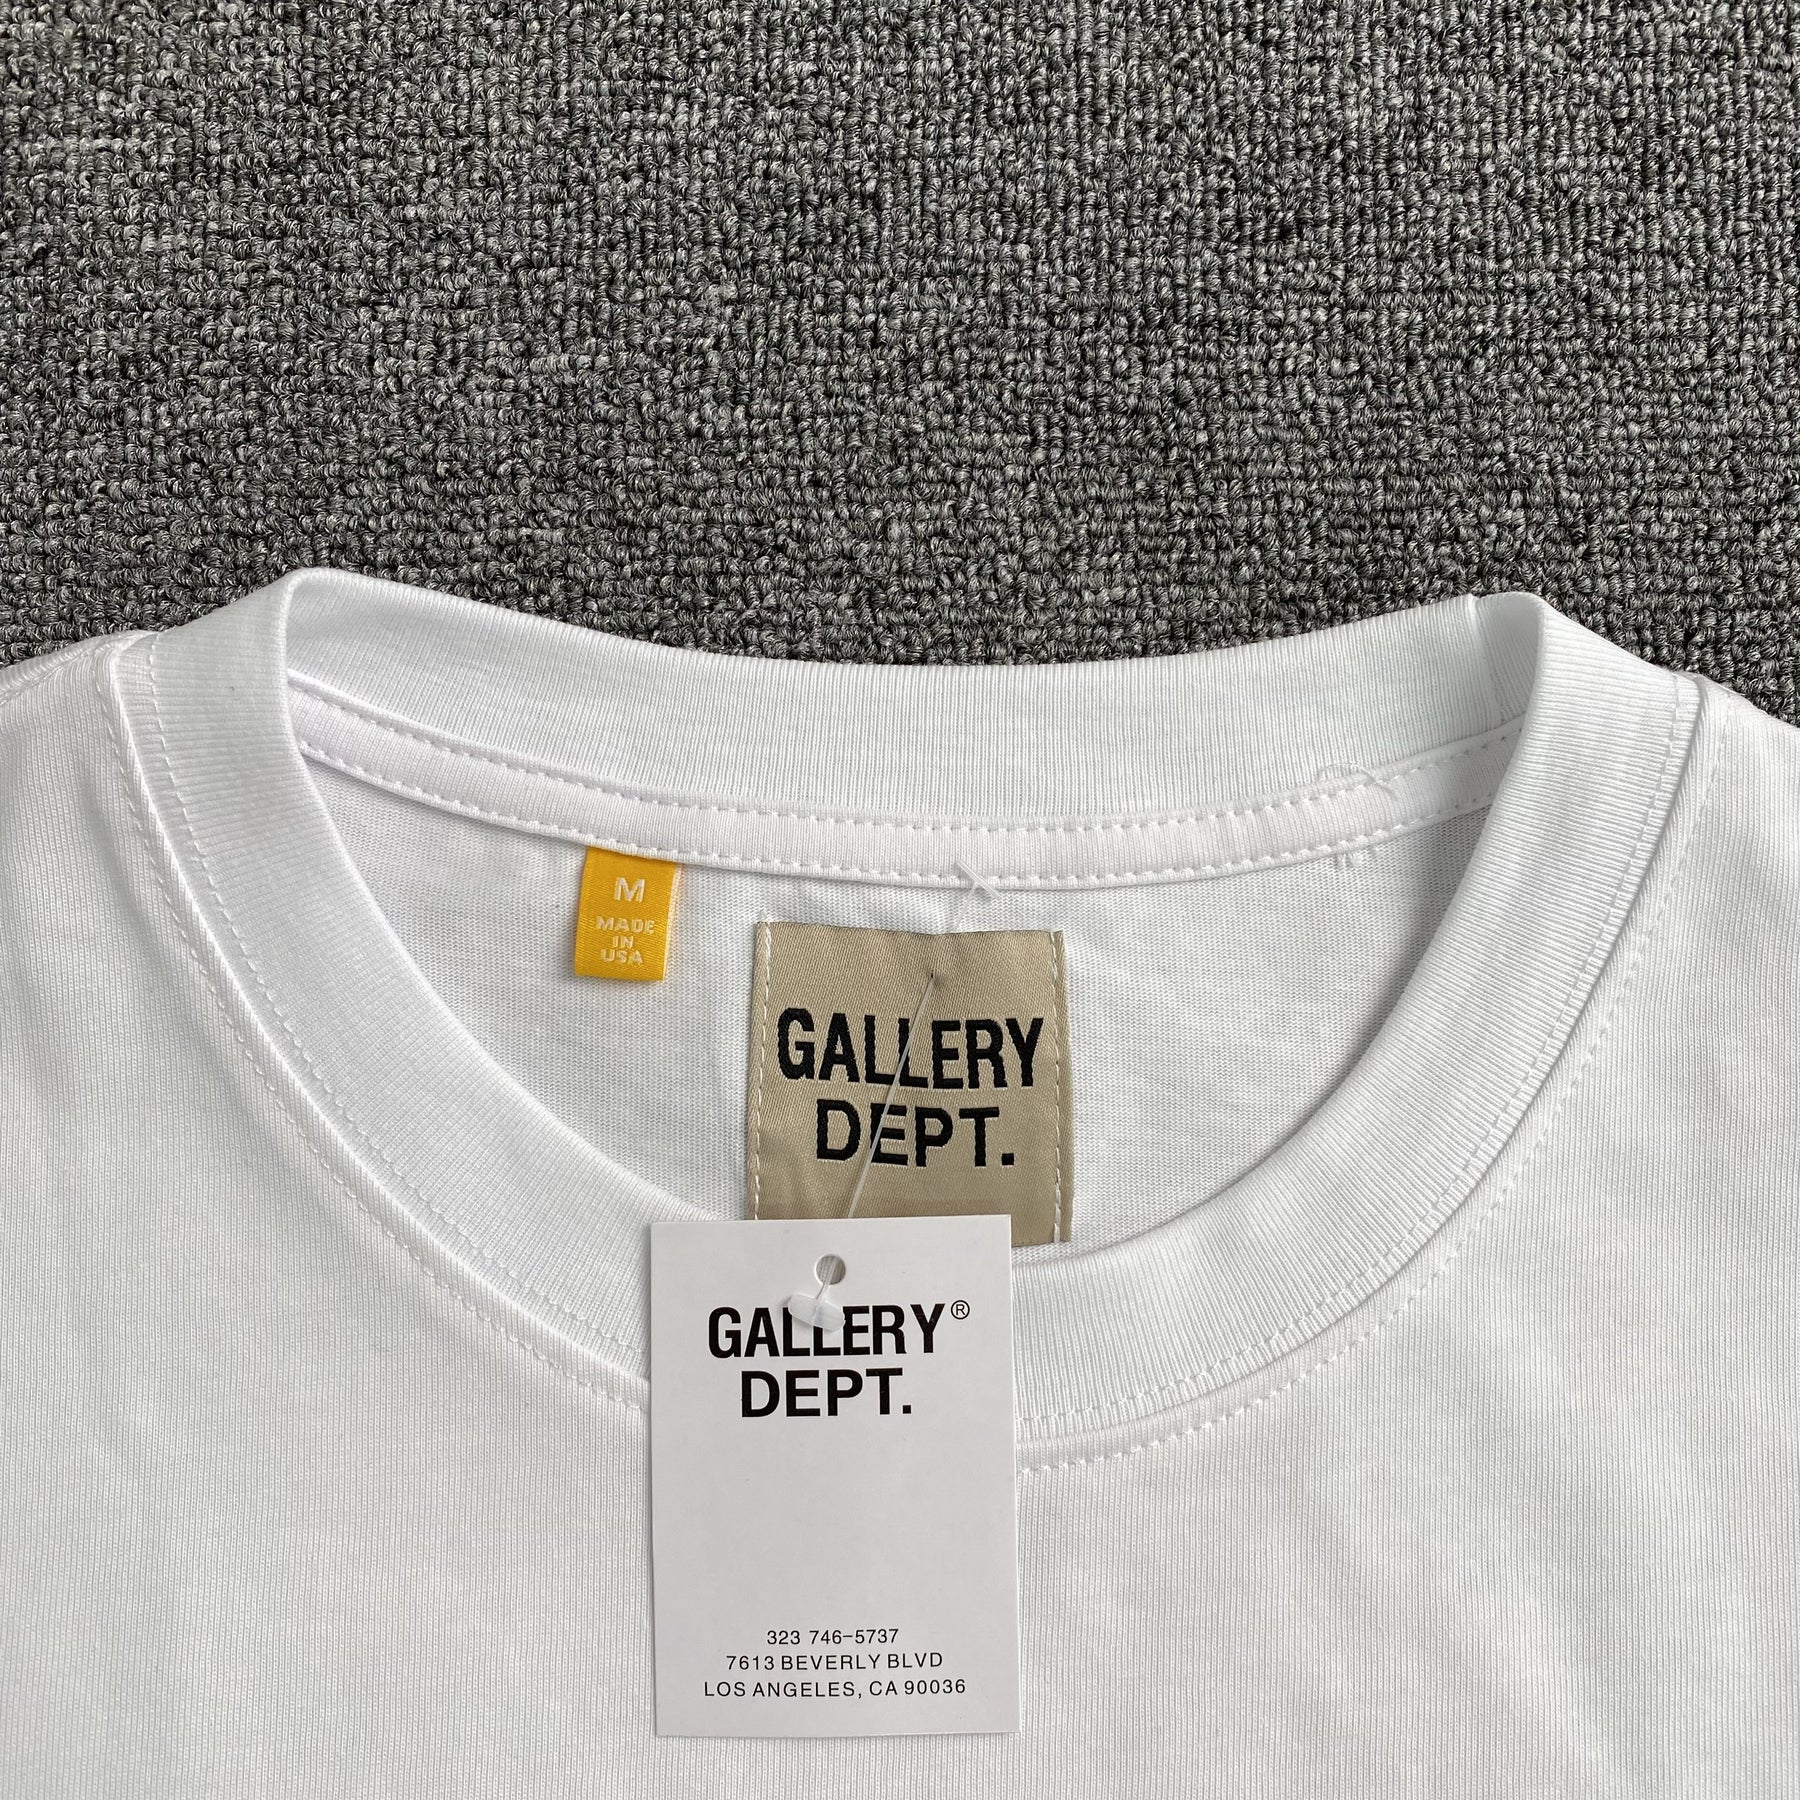 M
MADE
IN
USA
GALLERY
DEPT.
GALLERY®
DEPT.
323 746-5737
7613 BEVERLY BLVD
LOS ANGELES, CA 90036